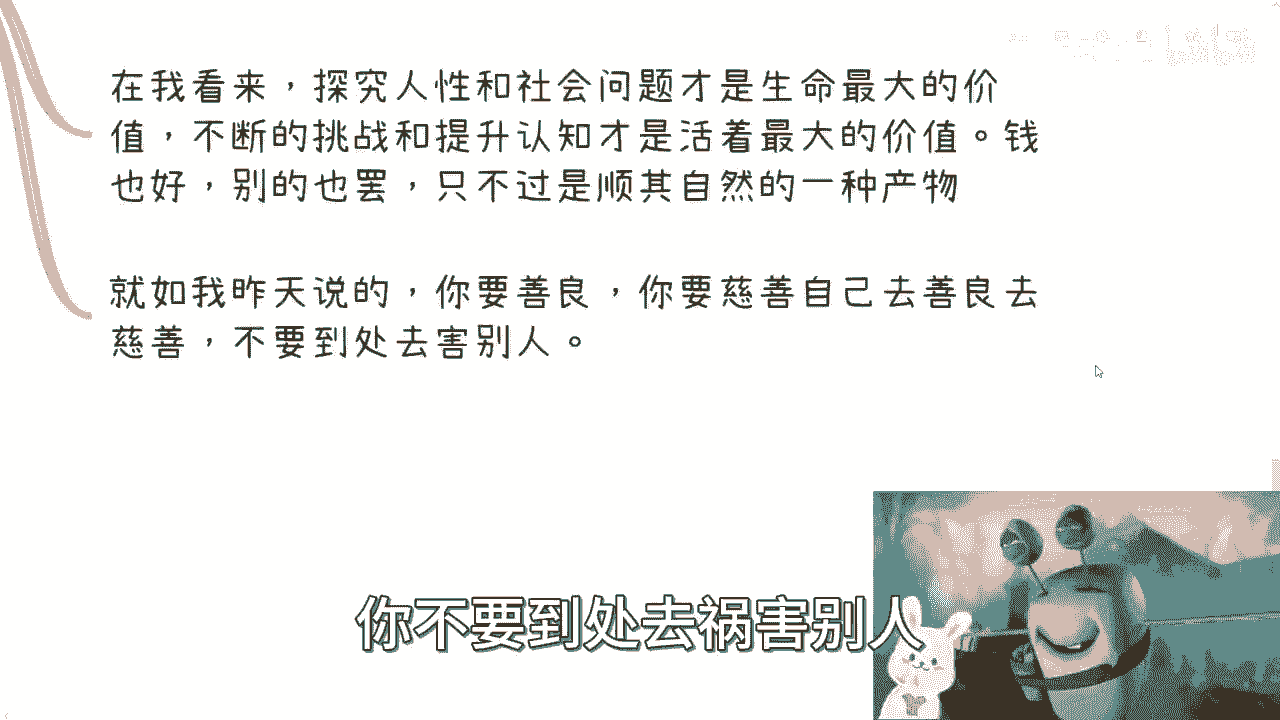 在我看来，探究人性和社会问题才是生命最大的价
值，不断的挑战和提升认知才是活着最大的价值。钱
也好，别的也罢，只不过是顺其自然的一种产物
就如我昨天说的，你要善良，你要慈善自己去善良去
慈善，不要到处去害别人。
你不要到处去祸害别人